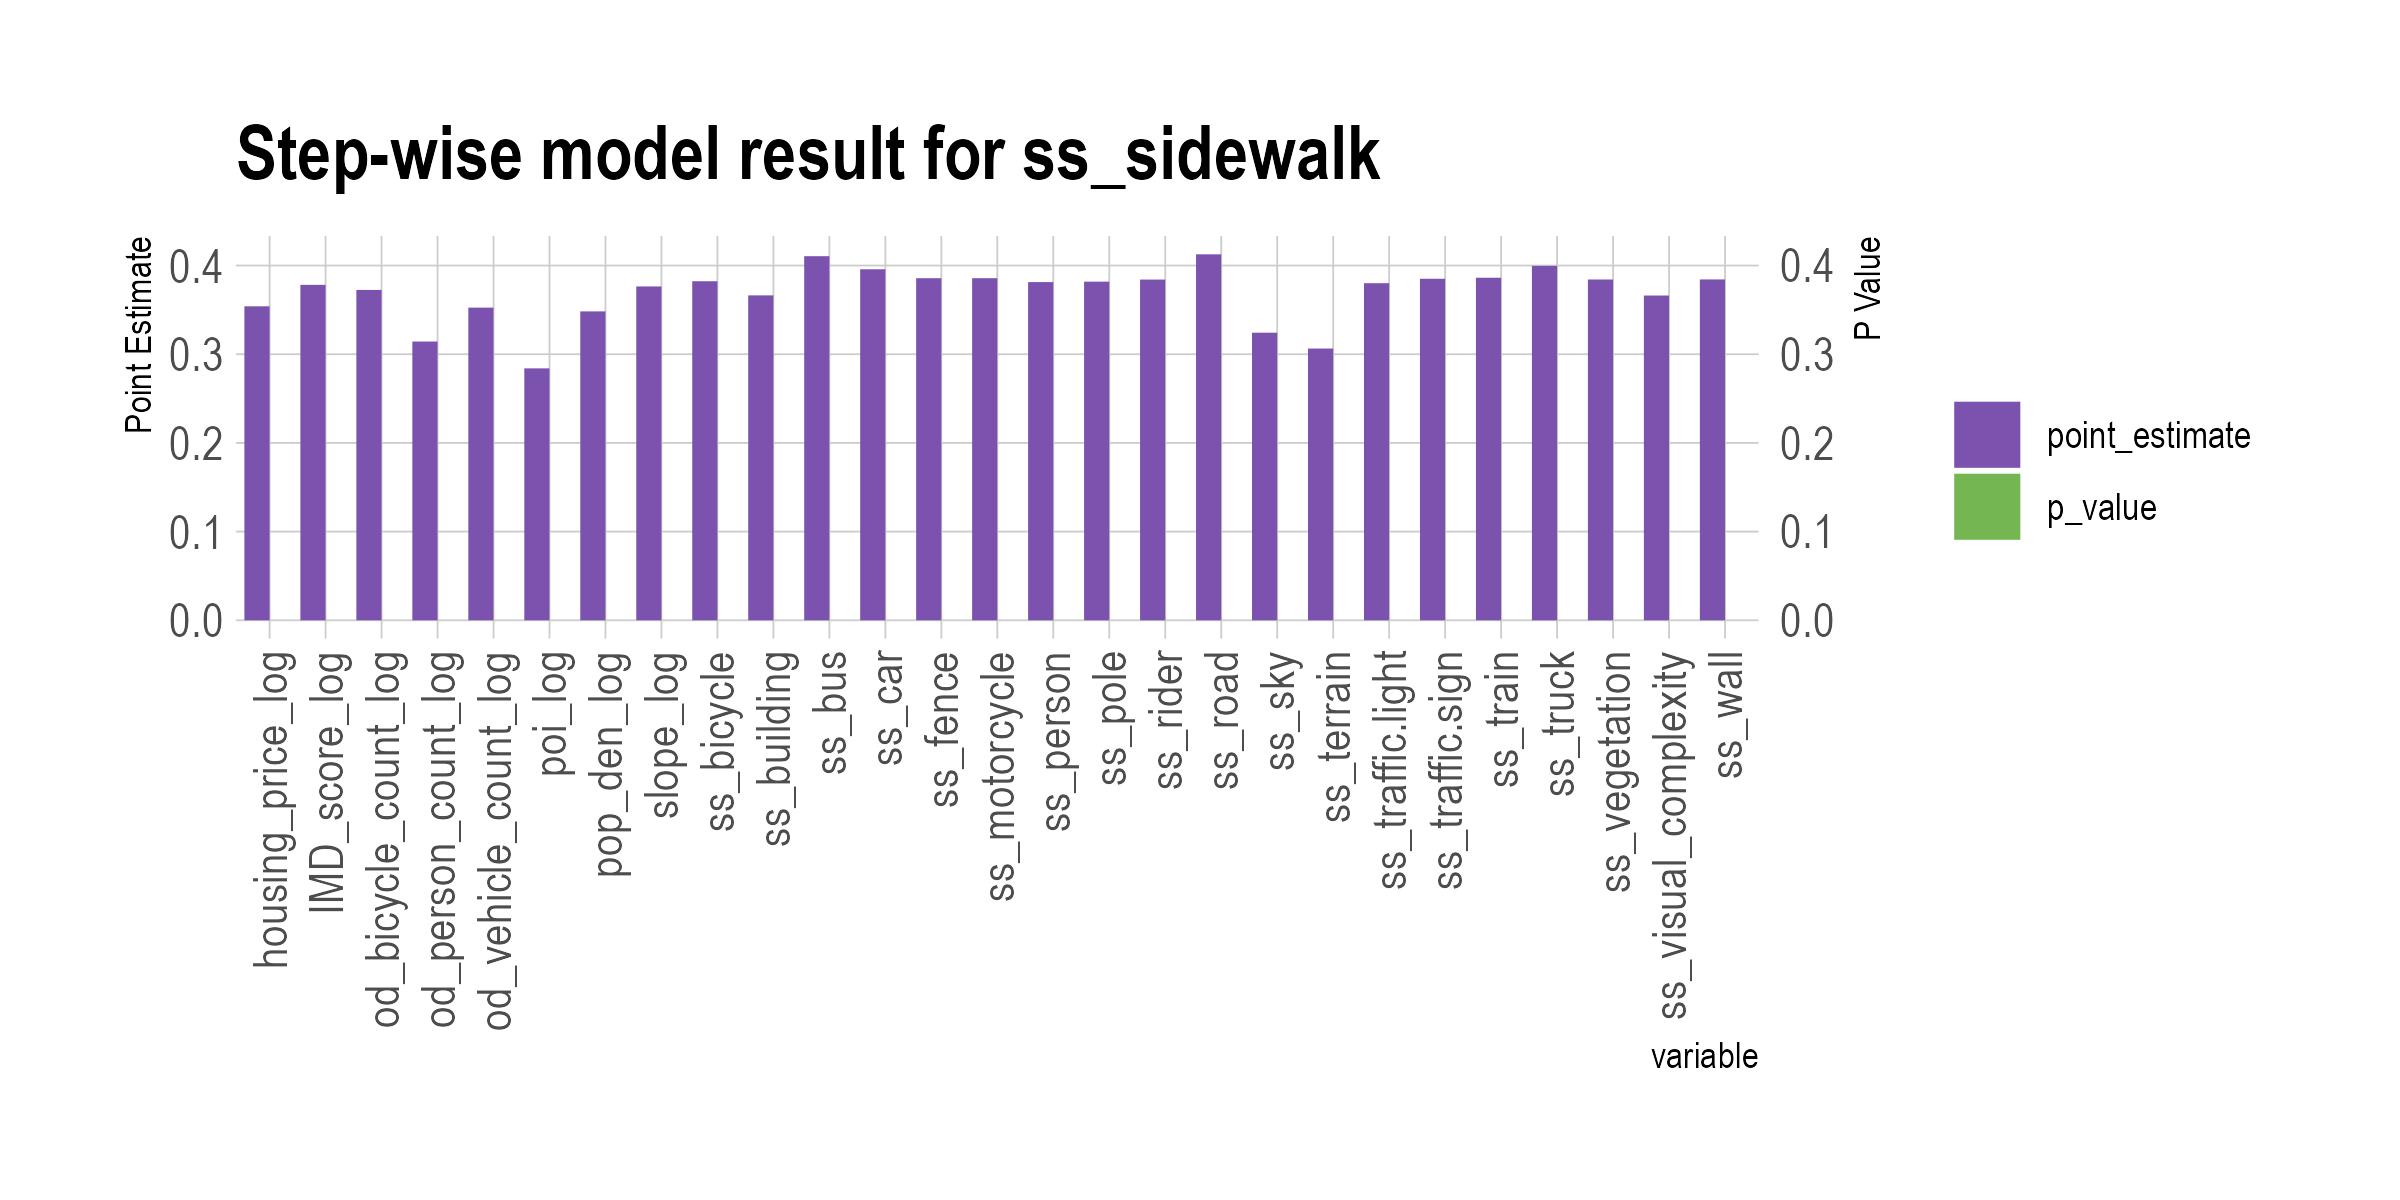 Step-wise model result for ss_sidewalk
Point Estimate
0.4
0.3
0.2
0.1
0.0
P Value
0.4
0.3
0.2
0.1
0.0
housing_price_log
IMD_score_log
od_bicycle_count_log
od_person_count_log
od_vehicle_count_log
poi_log
pop_den_log
slope_log
ss_bicycle
ss_building
ss_bus
ss_car
ss_fence
ss_motorcycle
ss_person
ss_pole
ss_rider
ss_road
ss_sky
ss_terrain
ss_traffic.light
ss_traffic.sign
ss_train
ss_truck
ss_vegetation
ss_visual_complexity
ss_wall
variable
point_estimate
p_value